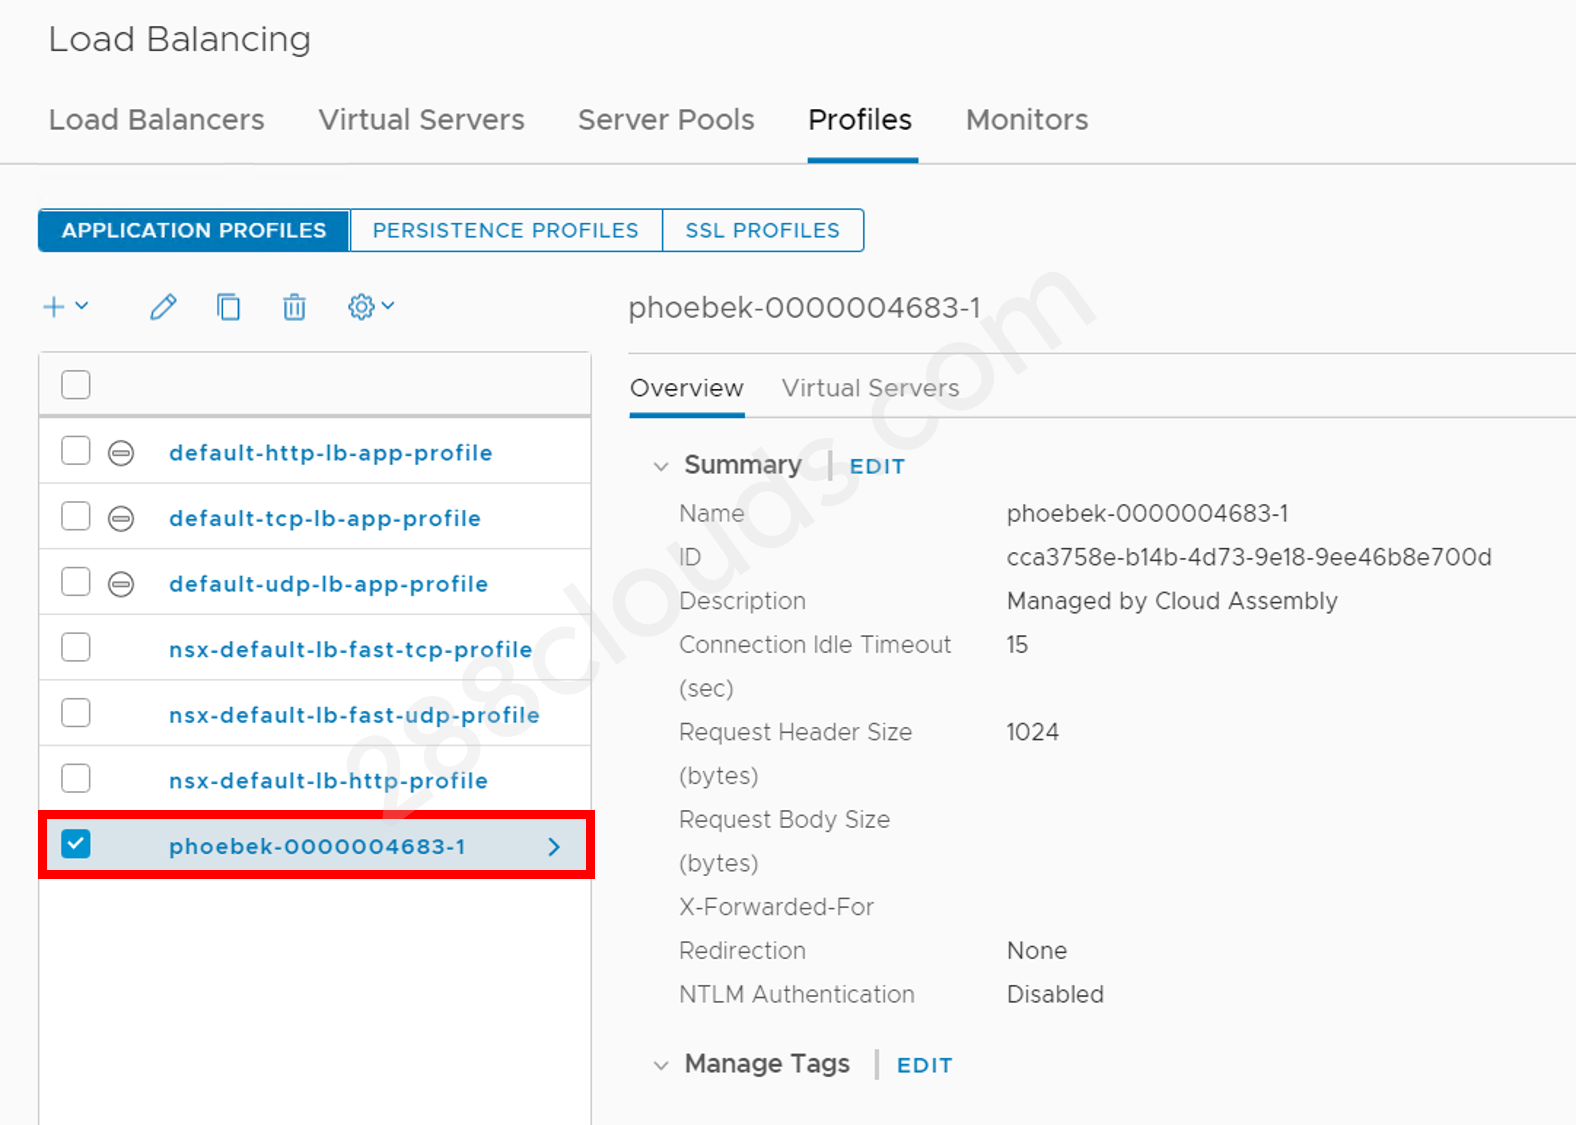 Load Balancing
Load Balancers Virtual Servers Server Pools Profiles Monitors
APPLICATION PROFILES PERSISTENCE PROFILES SSL PROFILES
phoebek-0000004683-1
Overview Virtual Servers
default-http-lb-app-profile
default-tcp-lb-app-profile
default-udp-lb-app-profile
nsx-default-lb-fast-tcp-profile
nsx-default-lb-fast-udp-profile
nsx-default-lb-http-profile
phoebek-0000004683-1
Summary EDIT
Name phoebek-0000004683-1
ID cca3758e-b14b-4d73-9e18-9ee46b8e700d
Description Managed by Cloud Assembly
Connection Idle Timeout 15
(sec)
Request Header Size 1024
(bytes)
Request Body Size
(bytes)
X-Forwarded-For
Redirection None
NTLM Authentication Disabled
Manage Tags EDIT
288clouds.com